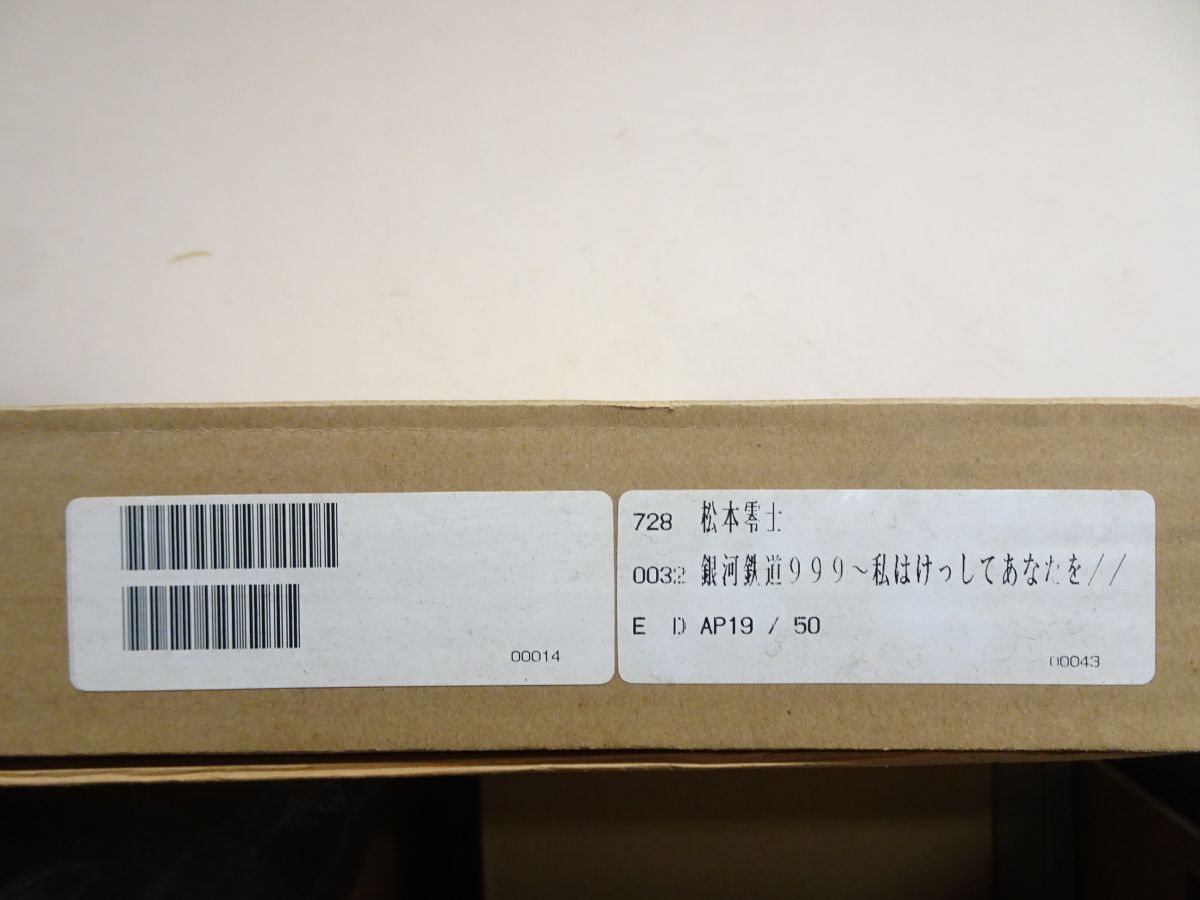 00014
728 松本零士
0032 銀河鉄道999~私はけっしてあなたを//
E D AP19 / 50
00043